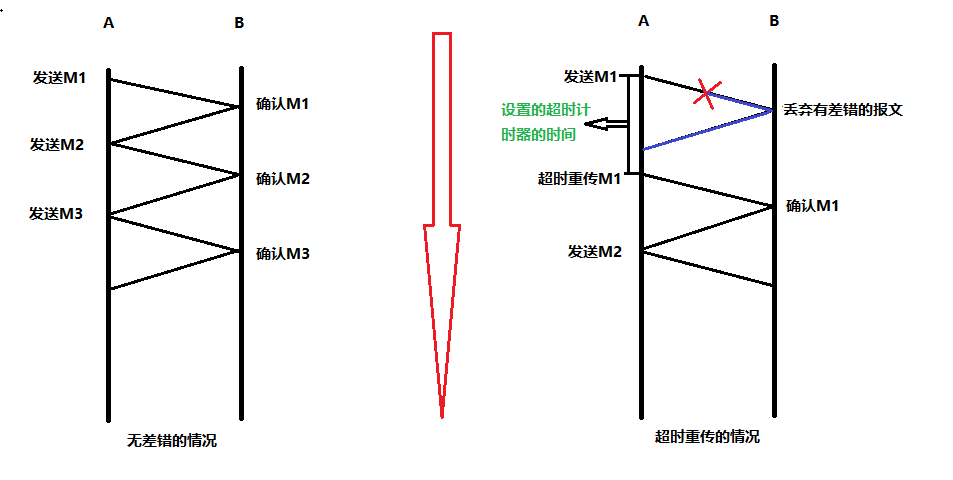 A
B
发送M1
确认M1
发送M2
确认M2
发送M3
确认M3
无差错的情况
A
B
发送M1
设置的超时计
时器的时间
丢弃有差错的报文
超时重传M1
确认M1
发送M2
超时重传的情况